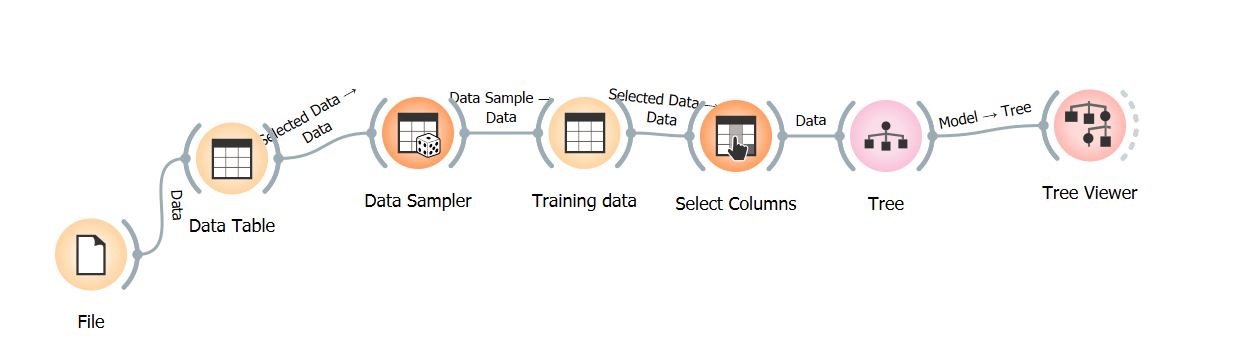 File
Data
Data Table
Selected Data →
Data
Data Sampler
Data Sample →
Data
Training data
Selected Data →
Data
Select Columns
Data
Tree
Model → Tree
Tree Viewer